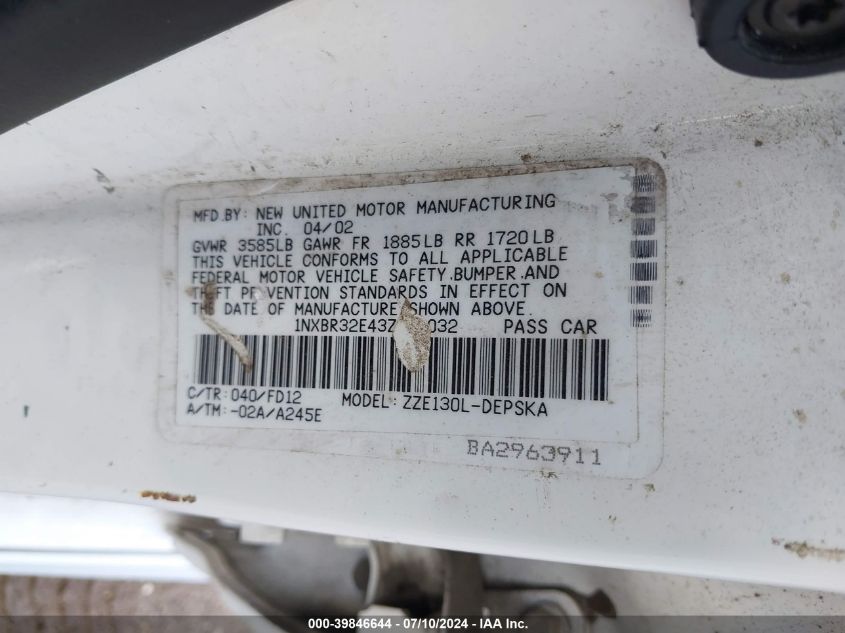 MFD.BY: NEW UNITED MOTOR MANUFACTURING
INC. 04/02
GVWR 3585LB GAWR FR 1885LB RR 1720LB
THIS VEHICLE CONFORMS TO ALL APPLICABLE
FEDERAL MOTOR VEHICLE SAFETY,BUMPER,AND
STANDARDS IN EFFECT ON
THE DATE OF MANUFACTURE SHOWN ABOVE.
PASS CAR
C/TR: 040/FD12 MODEL: ZZE130L-DEPSKA
A/TM: -02A/A245E
BA2963911
000-39846644 - 07/10/2024 - IAA Inc.